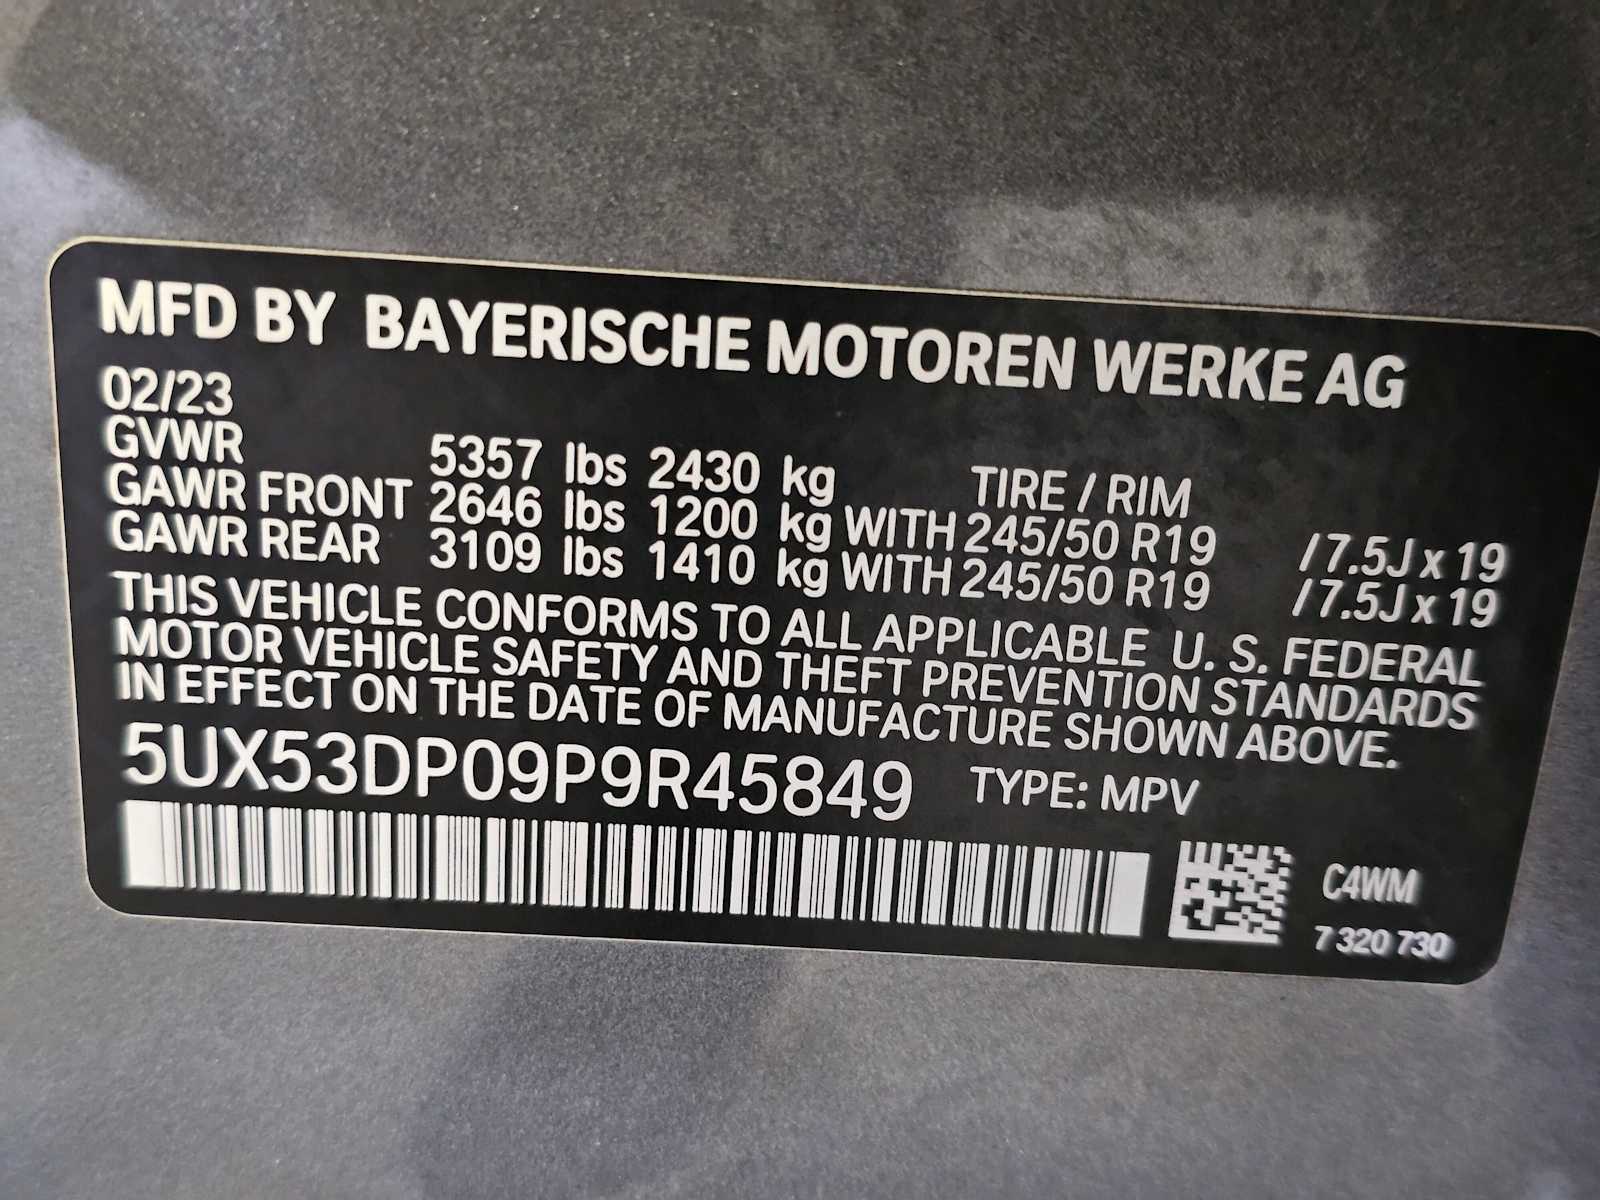 MFD BY BAYERISCHE MOTOREN WERKE AG
02/23
GVWR 5357 lbs 2430 kg TIRE / RIM
GAWR FRONT 2646 lbs 1200 kg WITH 245/50 R19 / 7.5J x 19
GAWR REAR 3109 lbs 1410 kg WITH 245/50 R19 / 7.5J x 19
THIS VEHICLE CONFORMS TO ALL APPLICABLE U. S. FEDERAL
MOTOR VEHICLE SAFETY AND THEFT PREVENTION STANDARDS
IN EFFECT ON THE DATE OF MANUFACTURE SHOWN ABOVE.
5UX53DP09P9R45849 TYPE: MPV
C4WM
7 320 730